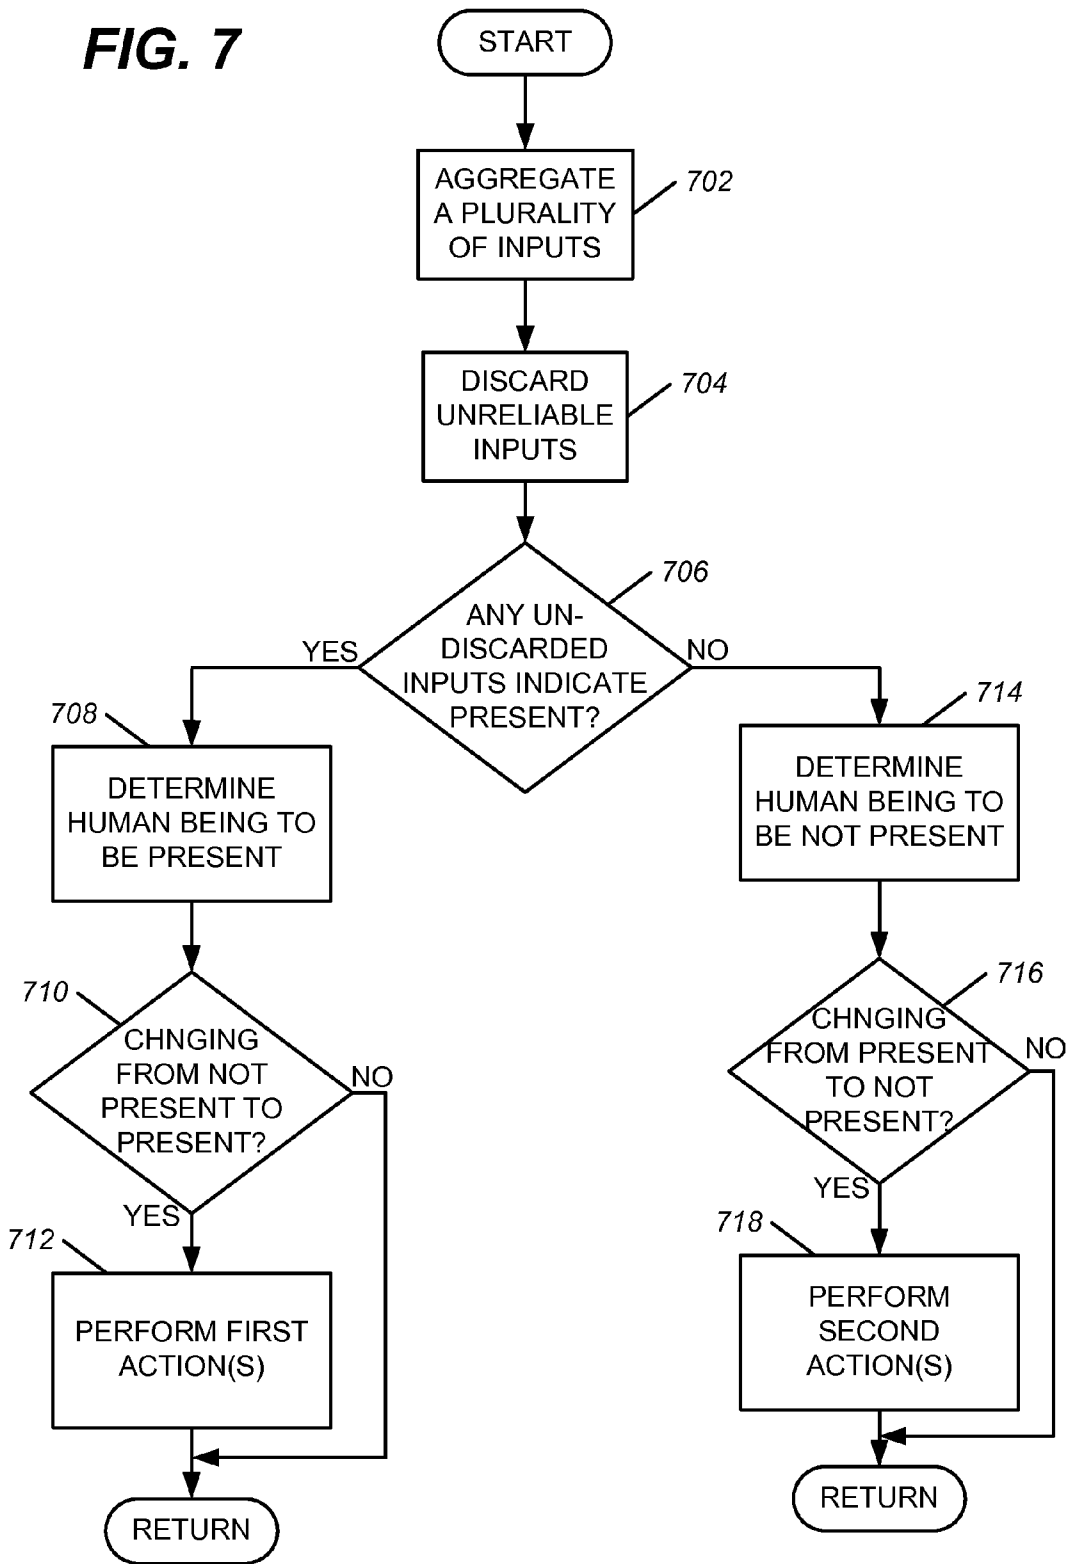 FIG. 7
START
AGGREGATE
A PLURALITY
OF INPUTS
702
DISCARD
UNRELIABLE
INPUTS
704
ANY UN-
DISCARDED
INPUTS INDICATE
PRESENT?
706
YES
NO
708
DETERMINE
HUMAN BEING TO
BE PRESENT
714
DETERMINE
HUMAN BEING TO
BE NOT PRESENT
710
CHNGING
FROM NOT
PRESENT TO
PRESENT?
NO
YES
716
CHNGING
FROM PRESENT
TO NOT
PRESENT?
NO
YES
712
PERFORM FIRST
ACTION(S)
718
PERFORM
SECOND
ACTION(S)
RETURN
RETURN